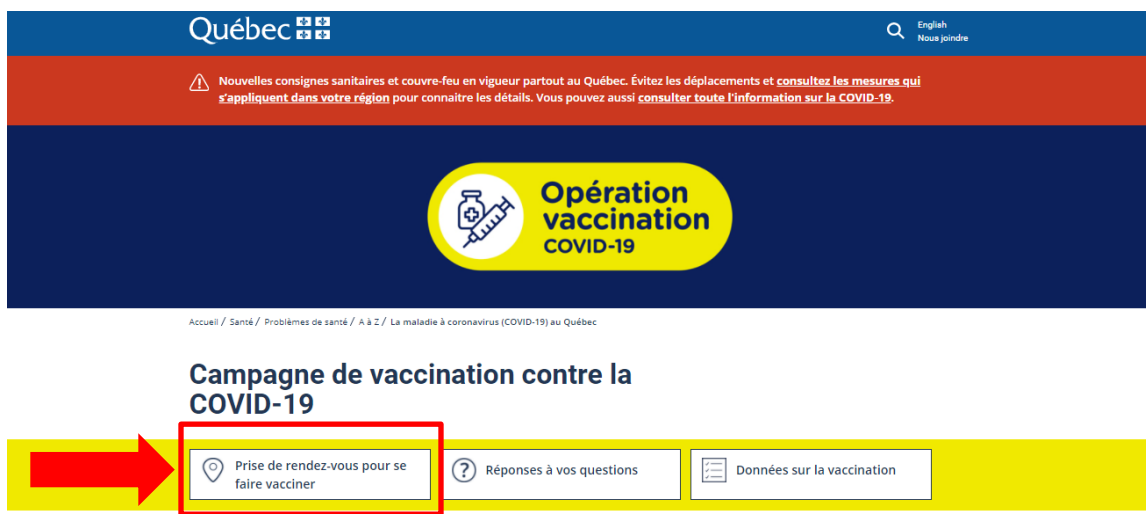 Québec
English
Nous joindre
Nouvelles consignes sanitaires et couvre-feu en vigueur partout au Québec. Évitez les déplacements et consultez les mesures qui
s'appliquent dans votre région pour connaitre les détails. Vous pouvez aussi consulter toute l'information sur la COVID-19.
Opération
vaccination
COVID-19
Accueil / Santé / Problèmes de santé / A à Z / La maladie à coronavirus (COVID-19) au Québec
Campagne de vaccination contre la
COVID-19
Prise de rendez-vous pour se
faire vacciner
Réponses à vos questions
Données sur la vaccination